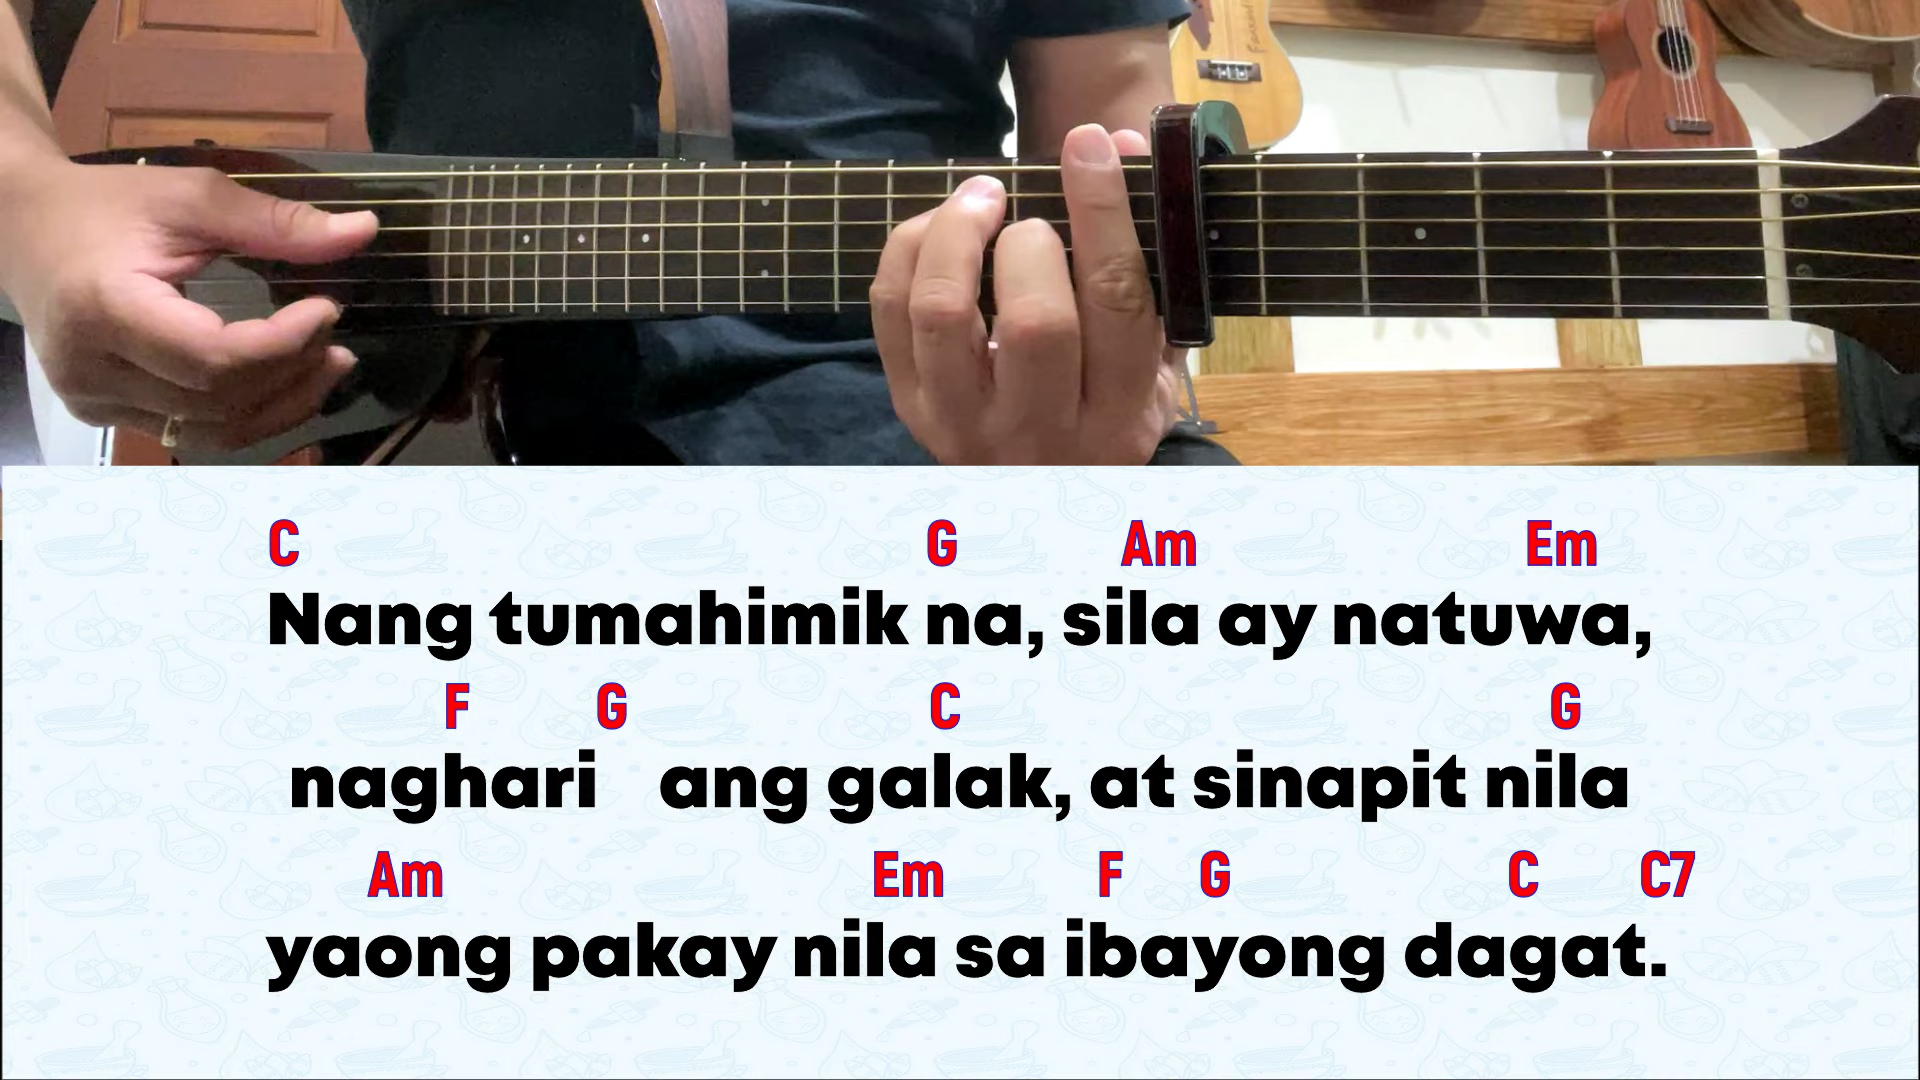 C G Am Em
Nang tumahimik na, sila ay natuwa,
F G C G
naghari ang galak, at sinapit nila
Am Em F G C C7
yaong pakay nila sa ibayong dagat.